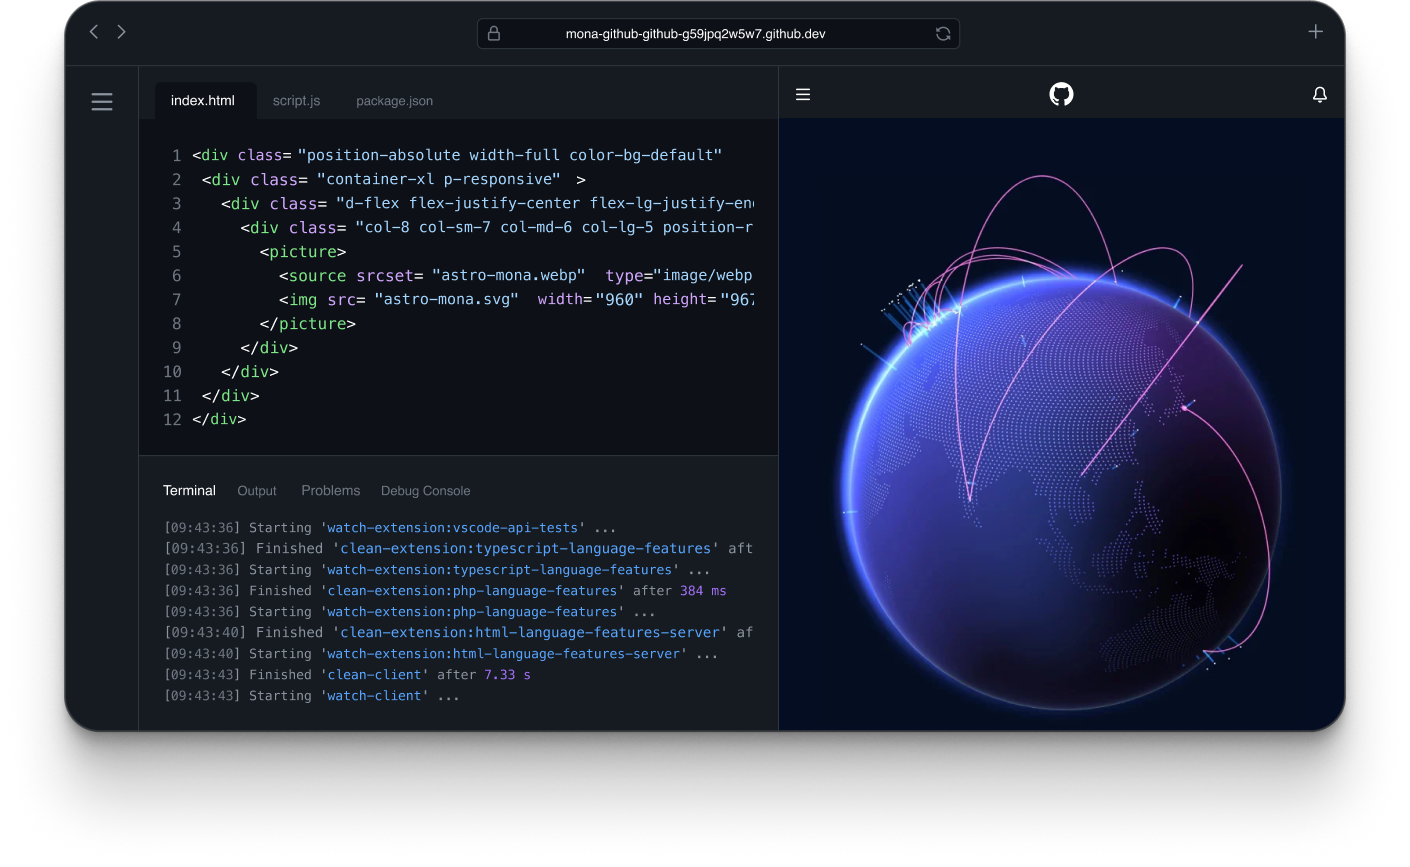 mona-github-github-g59jpq2w5w7.github.dev
index.html script.js package.json
1 <div class= "position-absolute width-full color-bg-default"
2 <div class= "container-xl p-responsive" >
3 <div class= "d-flex flex-justify-center flex-lg-justify-en
4 <div class= "col-8 col-sm-7 col-md-6 col-lg-5 position-r
5 <picture>
6 <source srcset= "astro-mona.webp" type="image/webp
7 <img src= "astro-mona.svg" width="960" height="967
8 </picture>
9 </div>
10 </div>
11 </div>
12 </div>
Terminal Output Problems Debug Console
[09:43:36] Starting 'watch-extension:vscode-api-tests' ...
[09:43:36] Finished 'clean-extension:typescript-language-features' aft
[09:43:36] Starting 'watch-extension:typescript-language-features' ...
[09:43:36] Finished 'clean-extension:php-language-features' after 384 ms
[09:43:36] Starting 'watch-extension:php-language-features' ...
[09:43:40] Finished 'clean-extension:html-language-features-server' af
[09:43:40] Starting 'watch-extension:html-language-features-server' ...
[09:43:43] Finished 'clean-client' after 7.33 s
[09:43:43] Starting 'watch-client' ...